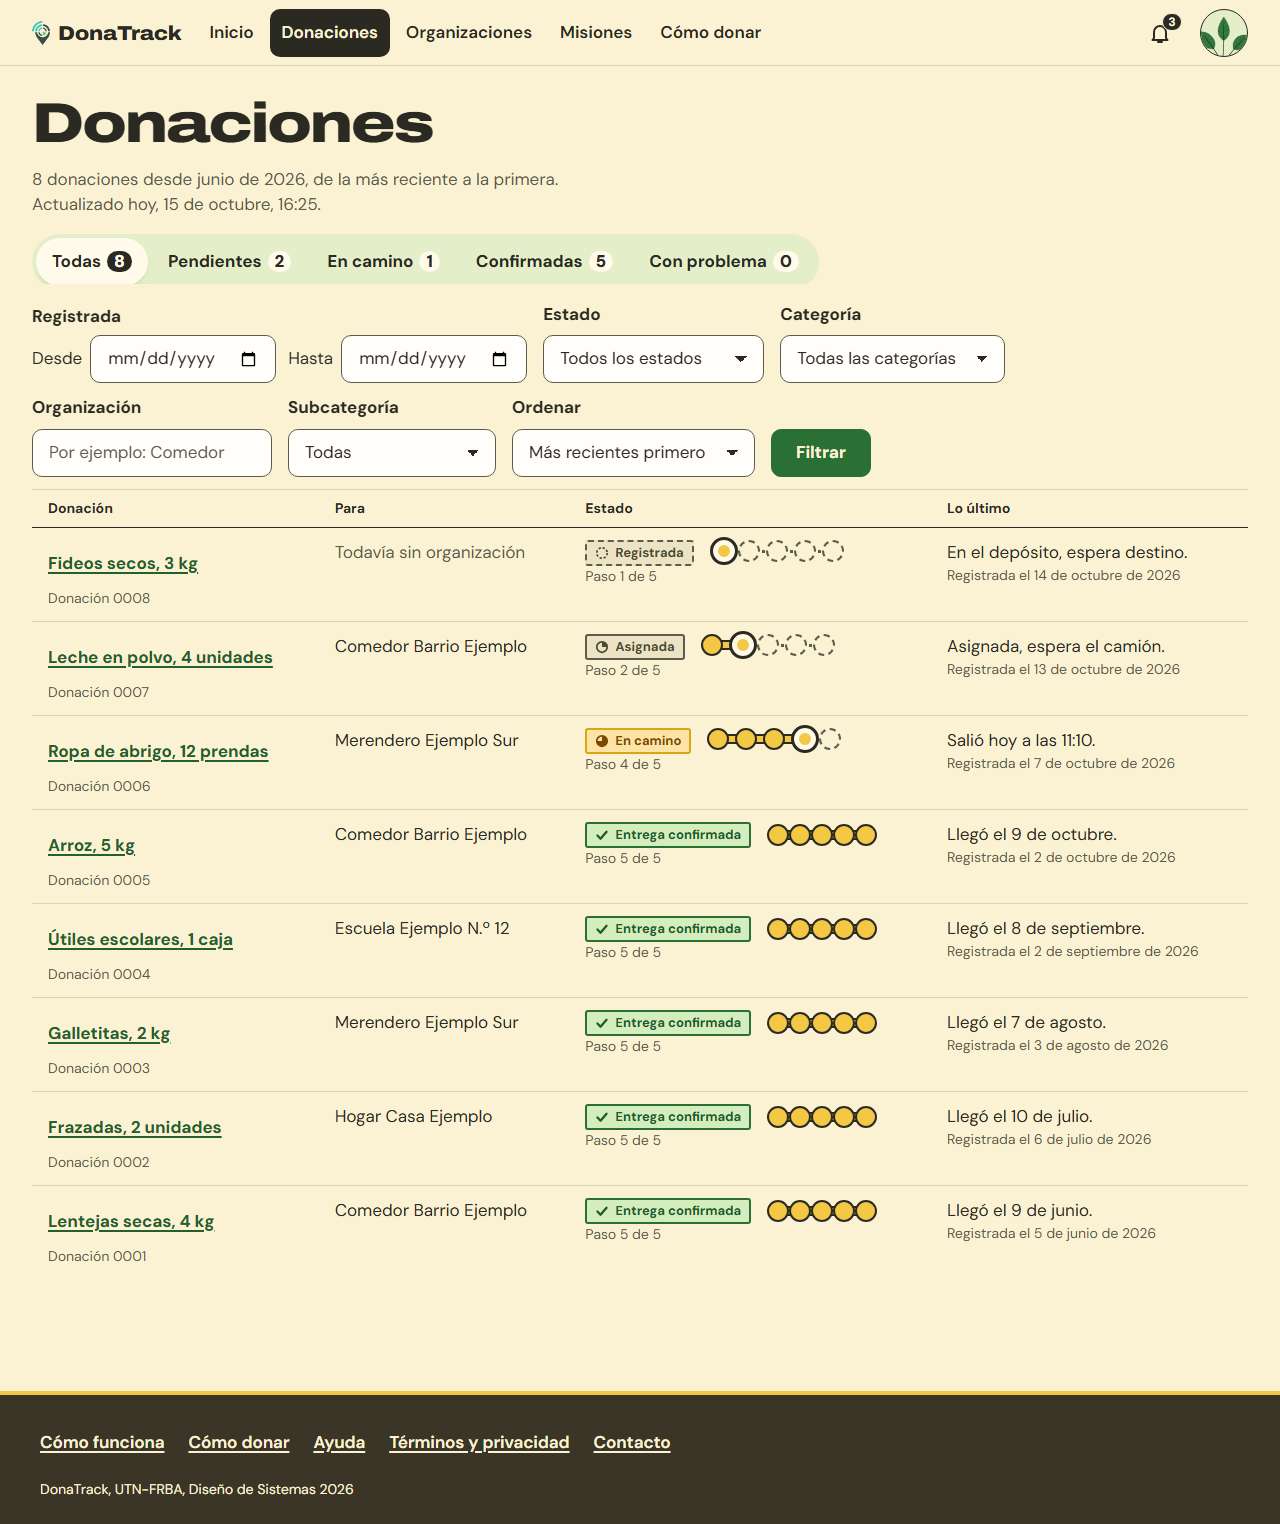 DonaTrack Inicio Donaciones Organizaciones Misiones Cómo donar 3
Donaciones
8 donaciones desde junio de 2026, de la más reciente a la primera.
Actualizado hoy, 15 de octubre, 16:25.
Todas 8 Pendientes 2 En camino 1 Confirmadas 5 Con problema 0
Registrada Estado Categoría
Desde mm/dd/yyyy Hasta mm/dd/yyyy Todos los estados Todas las categorías
Organización Subcategoría Ordenar
Por ejemplo: Comedor Todas Más recientes primero Filtrar
Donación Para Estado Lo último
Fideos secos, 3 kg Todavía sin organización Registrada En el depósito, espera destino.
Donación 0008 Paso 1 de 5 Registrada el 14 de octubre de 2026
Leche en polvo, 4 unidades Comedor Barrio Ejemplo Asignada Asignada, espera el camión.
Donación 0007 Paso 2 de 5 Registrada el 13 de octubre de 2026
Ropa de abrigo, 12 prendas Merendero Ejemplo Sur En camino Salió hoy a las 11:10.
Donación 0006 Paso 4 de 5 Registrada el 7 de octubre de 2026
Arroz, 5 kg Comedor Barrio Ejemplo Entrega confirmada Llegó el 9 de octubre.
Donación 0005 Paso 5 de 5 Registrada el 2 de octubre de 2026
Útiles escolares, 1 caja Escuela Ejemplo N.º 12 Entrega confirmada Llegó el 8 de septiembre.
Donación 0004 Paso 5 de 5 Registrada el 2 de septiembre de 2026
Galletitas, 2 kg Merendero Ejemplo Sur Entrega confirmada Llegó el 7 de agosto.
Donación 0003 Paso 5 de 5 Registrada el 3 de agosto de 2026
Frazadas, 2 unidades Hogar Casa Ejemplo Entrega confirmada Llegó el 10 de julio.
Donación 0002 Paso 5 de 5 Registrada el 6 de julio de 2026
Lentejas secas, 4 kg Comedor Barrio Ejemplo Entrega confirmada Llegó el 9 de junio.
Donación 0001 Paso 5 de 5 Registrada el 5 de junio de 2026
Cómo funciona Cómo donar Ayuda Términos y privacidad Contacto
DonaTrack, UTN-FRBA, Diseño de Sistemas 2026